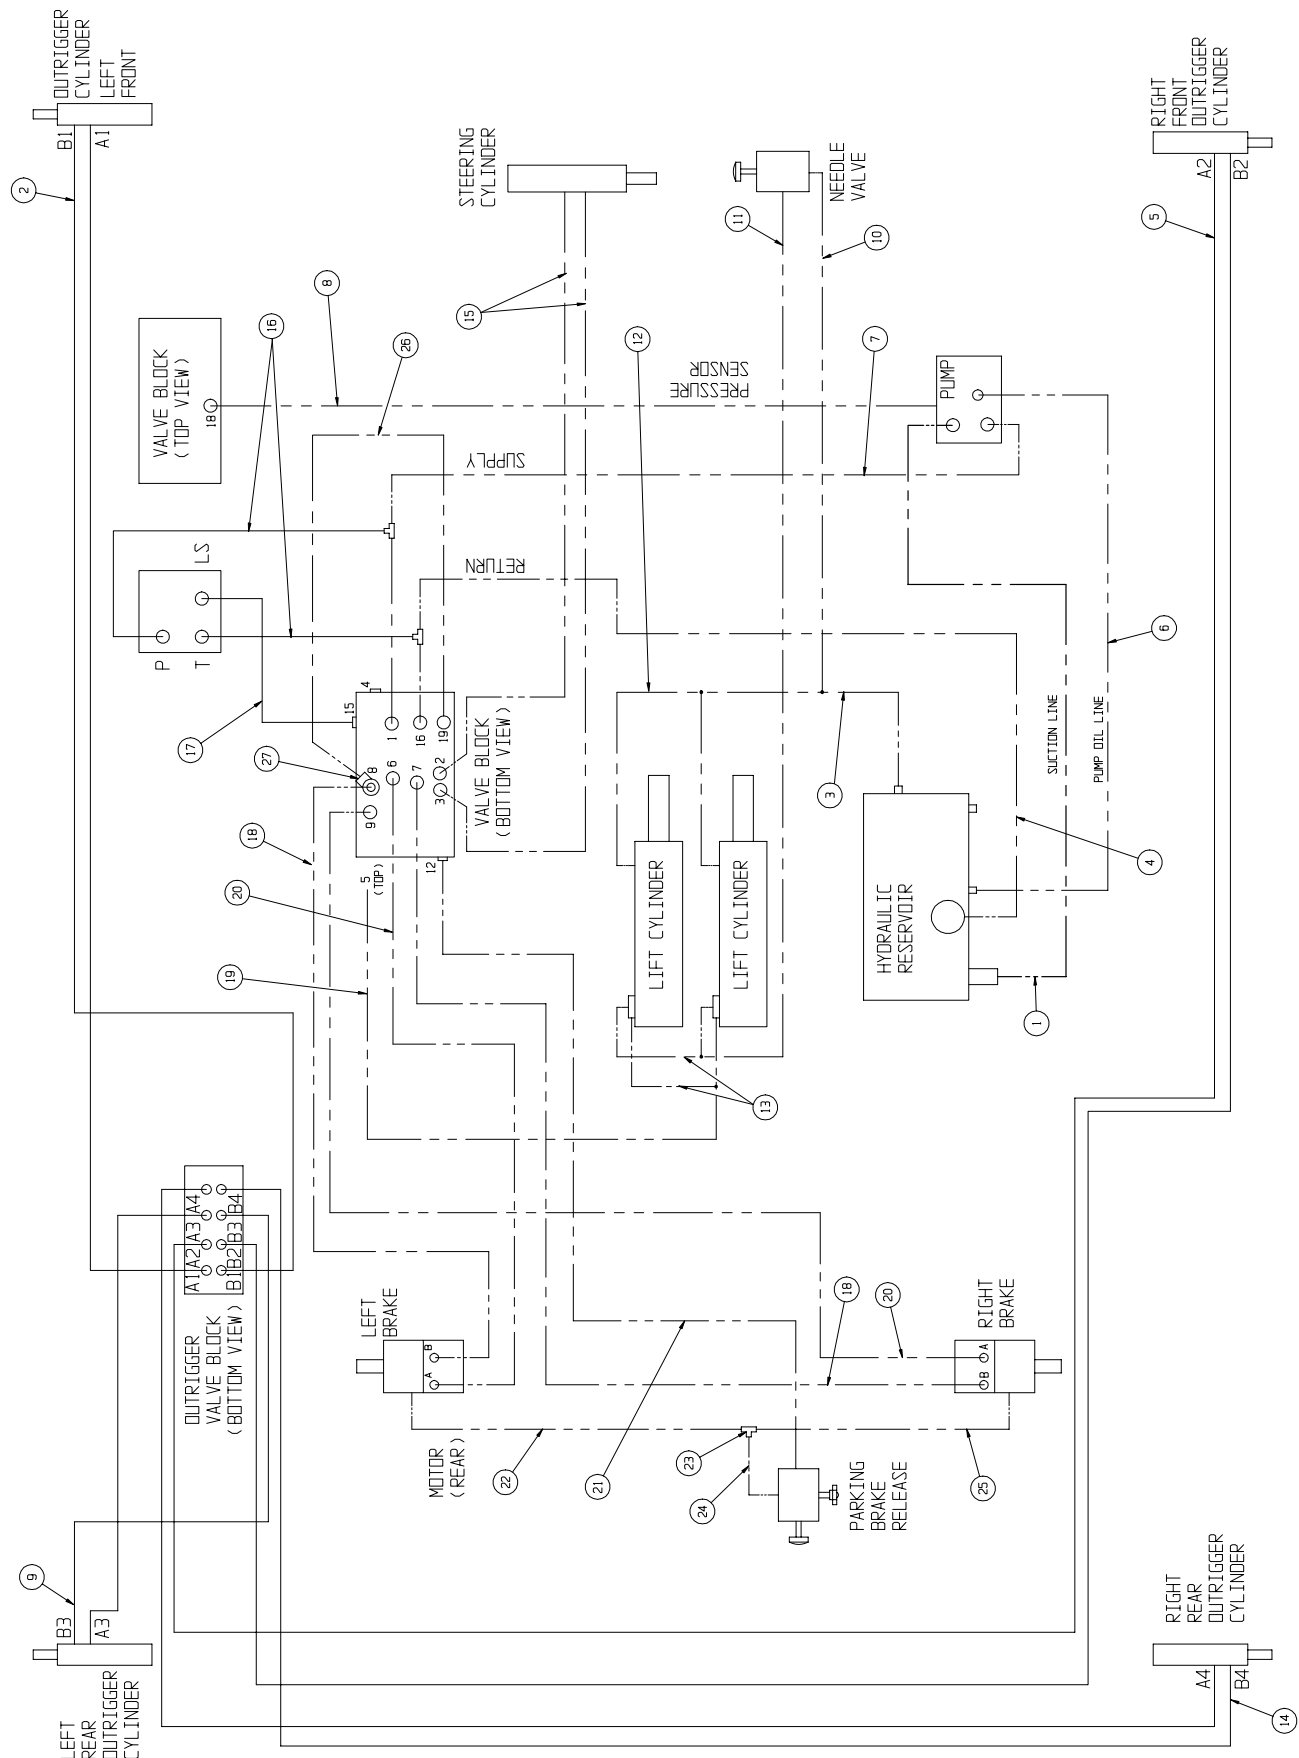 OUTRIGGER
CYLINDER
LEFT
FRONT
B1
A1
2
RIGHT
FRONT
OUTRIGGER
CYLINDER
A2
B2
5
STEERING
CYLINDER
15
NEEDLE
VALVE
11
10
VALVE BLOCK
(TOP VIEW)
18
8
16
26
12
PRESSURE
SENSOR
7
PUMP
SUPPLY
RETURN
P
T
LS
17
27
15
4
1
16
19
8
6
7
2
3
9
5
(TOP)
12
VALVE BLOCK
(BOTTOM VIEW)
18
20
19
LIFT CYLINDER
LIFT CYLINDER
13
3
HYDRAULIC
RESERVOIR
SUCTION LINE
PUMP OIL LINE
6
4
1
A1
A2
A3
A4
B1
B2
B3
B4
OUTRIGGER
VALVE BLOCK
(BOTTOM VIEW)
LEFT
BRAKE
A
B
MOTOR
(REAR)
22
21
23
24
25
18
20
RIGHT
BRAKE
A
B
PARKING
BRAKE
RELEASE
9
B3
A3
LEFT
REAR
OUTRIGGER
CYLINDER
RIGHT
REAR
OUTRIGGER
CYLINDER
A4
B4
14